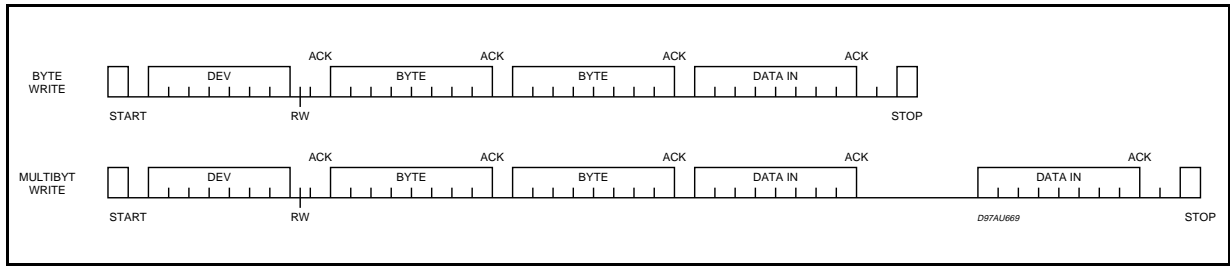 ACK ACK ACK ACK
BYTE WRITE DEV BYTE BYTE DATA IN
START RW STOP
ACK ACK ACK ACK ACK
MULTIBYT WRITE DEV BYTE BYTE DATA IN DATA IN
START RW D97AU669 STOP